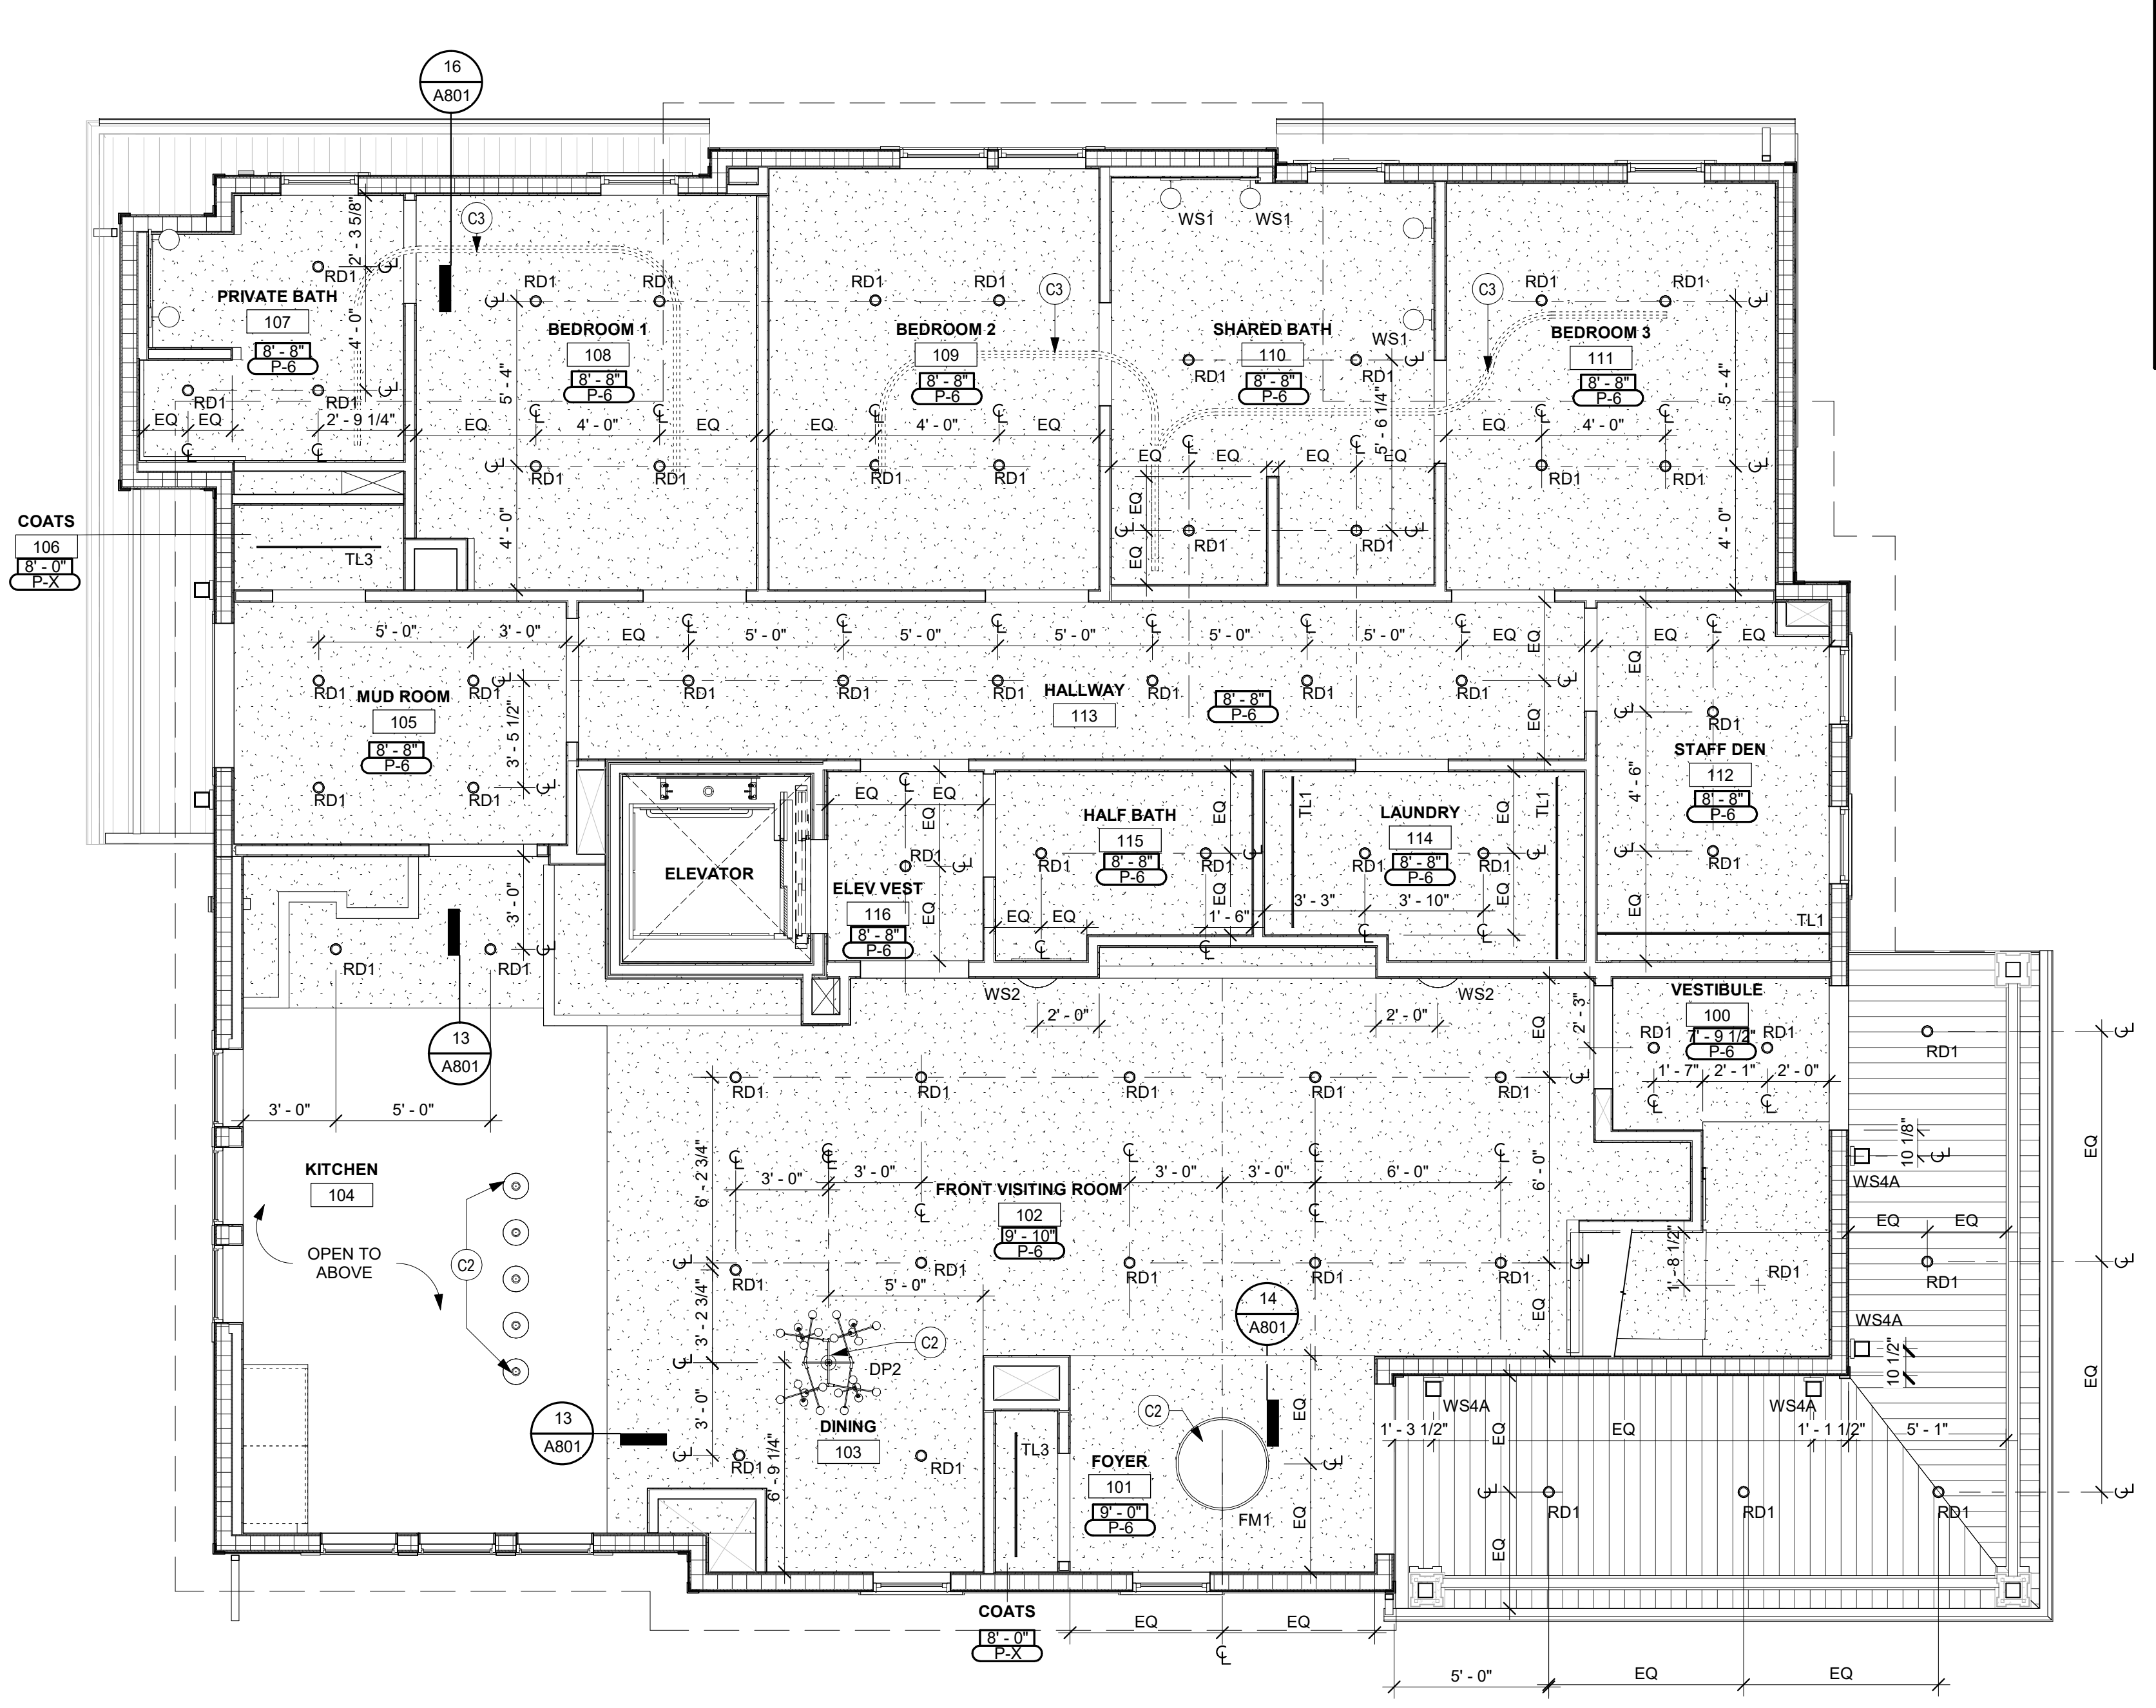 16
A801
C3
2' - 3 5/8"
RD1
PRIVATE BATH
107
8' - 8"
P-6
4' - 0"
RD1
RD1
EQ
EQ
2' - 9 1/4"
RD1
RD1
BEDROOM 1
108
8' - 8"
P-6
5' - 4"
EQ
4' - 0"
EQ
RD1
RD1
4' - 0"
RD1
RD1
BEDROOM 2
109
8' - 8"
P-6
C3
EQ
4' - 0"
EQ
RD1
RD1
WS1
WS1
SHARED BATH
110
8' - 8"
P-6
WS1
RD1
RD1
5' - 6 1/4"
EQ
EQ
EQ
EQ
EQ
EQ
RD1
RD1
C3
RD1
RD1
BEDROOM 3
111
8' - 8"
P-6
5' - 4"
EQ
4' - 0"
RD1
RD1
4' - 0"
COATS
106
8' - 0"
P-X
TL3
5' - 0"
3' - 0"
RD1
RD1
MUD ROOM
105
8' - 8"
P-6
3' - 5 1/2"
RD1
RD1
EQ
5' - 0"
5' - 0"
5' - 0"
5' - 0"
5' - 0"
EQ
EQ
EQ
RD1
RD1
RD1
RD1
RD1
RD1
HALLWAY
113
8' - 8"
P-6
EQ
EQ
EQ
RD1
STAFF DEN
112
8' - 8"
P-6
4' - 6"
RD1
EQ
TL1
ELEVATOR
EQ
EQ
EQ
RD1
ELEV VEST
116
8' - 8"
P-6
EQ
HALF BATH
115
8' - 8"
P-6
RD1
RD1
EQ
EQ
EQ
EQ
1' - 6"
TL1
LAUNDRY
114
8' - 8"
P-6
TL1
EQ
RD1
RD1
3' - 3"
3' - 10"
EQ
3' - 0"
RD1
RD1
13
A801
3' - 0"
5' - 0"
KITCHEN
104
OPEN TO
ABOVE
C2
WS2
2' - 0"
2' - 0"
WS2
EQ
2' - 3"
VESTIBULE
100
7' - 9 1/2"
P-6
RD1
RD1
1' - 7"
2' - 1"
2' - 0"
RD1
RD1
RD1
RD1
RD1
RD1
6' - 2 3/4"
3' - 0"
3' - 0"
3' - 0"
3' - 0"
6' - 0"
6' - 0"
FRONT VISITING ROOM
102
9' - 10"
P-6
10 1/8"
WS4A
EQ
EQ
EQ
RD1
RD1
RD1
RD1
RD1
RD1
1' - 8 1/2"
RD1
5' - 0"
3' - 2 3/4"
EQ
WS4A
10 1/2"
EQ
C2
DP2
14
A801
3' - 0"
13
A801
DINING
103
RD1
RD1
6' - 9 1/4"
TL3
C2
FOYER
101
9' - 0"
P-6
FM1
EQ
EQ
WS4A
WS4A
1' - 3 1/2"
EQ
EQ
1' - 1 1/2"
5' - 1"
RD1
RD1
RD1
EQ
COATS
8' - 0"
P-X
EQ
EQ
5' - 0"
EQ
EQ